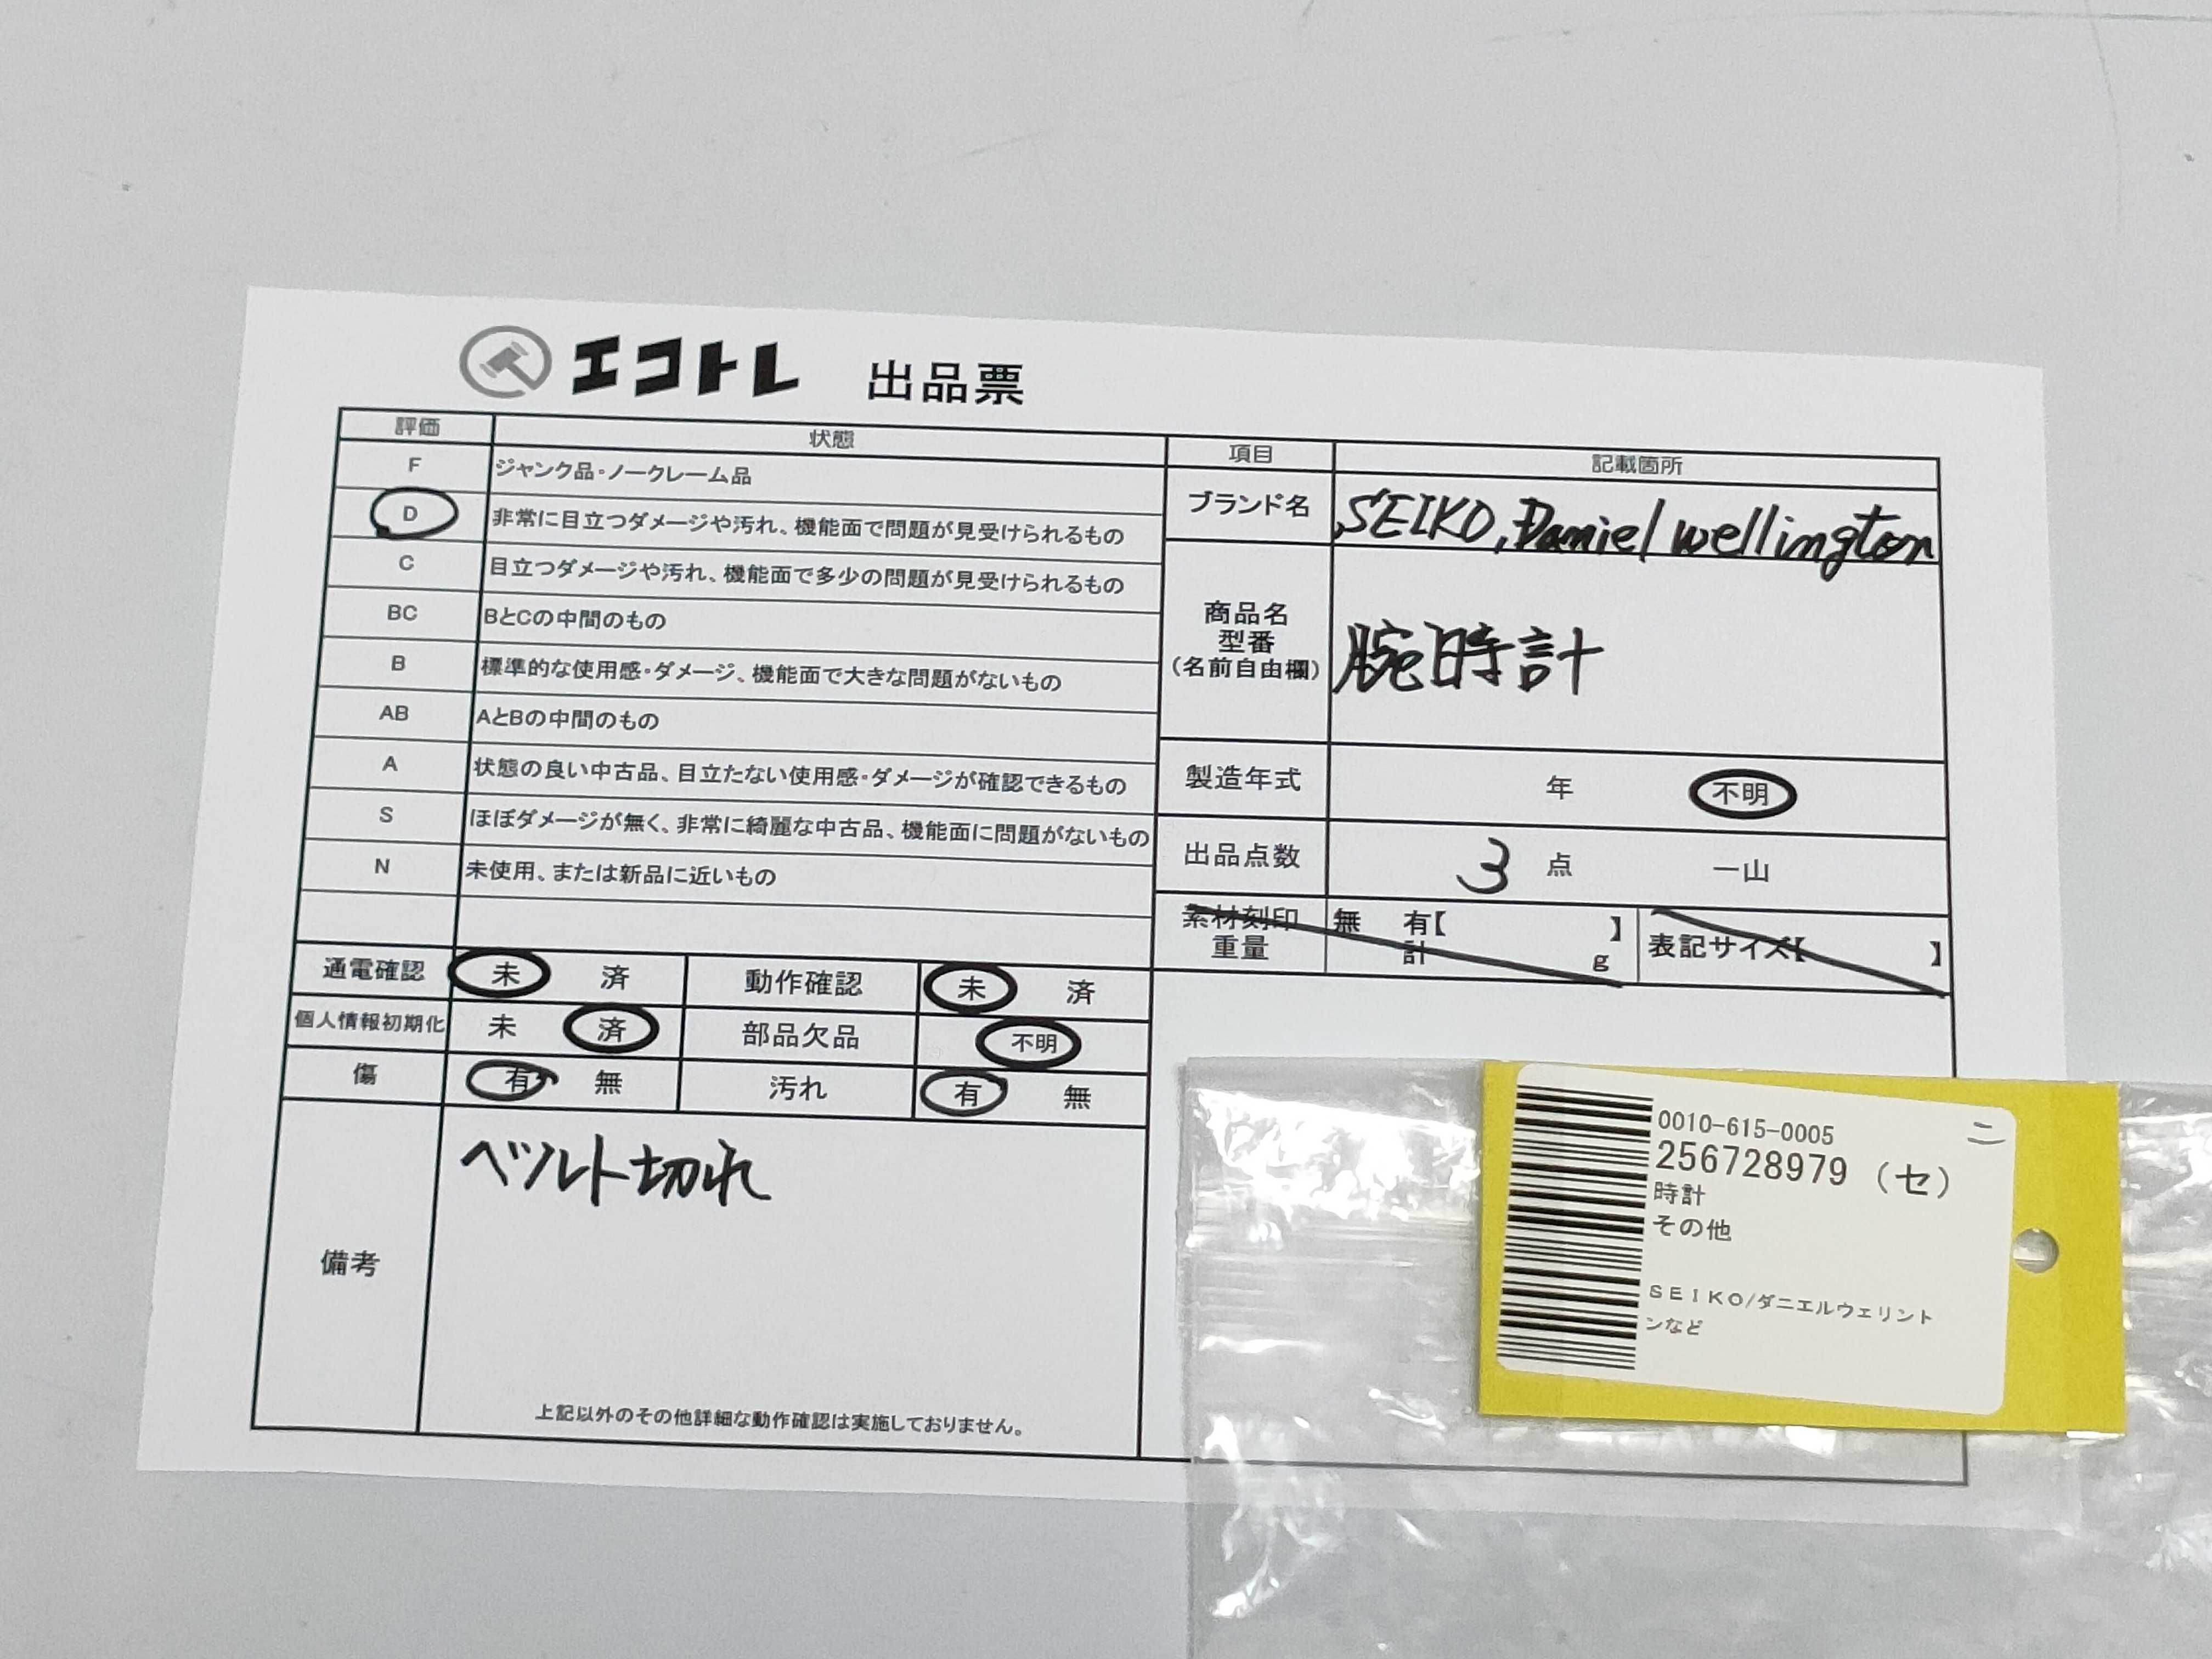 エコトレ 出品票
評価 状態
F ジャンク品・ノークレーム品
D 非常に目立つダメージや汚れ、機能面で問題が見受けられるもの
C 目立つダメージや汚れ、機能面で多少の問題が見受けられるもの
BC BとCの中間のもの
B 標準的な使用感・ダメージ、機能面で大きな問題がないもの
AB AとBの中間のもの
A 状態の良い中古品、目立たない使用感・ダメージが確認できるもの
S ほぼダメージが無く、非常に綺麗な中古品、機能面に問題がないもの
N 未使用、または新品に近いもの
項目 記載箇所
ブランド名 SEIKO, Daniel wellington
商品名
型番
(名前自由欄)
腕時計
製造年式 年 不明
出品点数 3 点 一山
素材刻印 無 有【 】
重量 計 g
表記サイズ【 】
通電確認 未 済 動作確認 未 済
個人情報初期化 未 済 部品欠品 不明
傷 有 無 汚れ 有 無
備考
ベルト切れ
上記以外のその他詳細な動作確認は実施しておりません。
0010-615-0005 ニ
256728979 (セ)
時計
その他
SEIKO/ダニエルウェリント
ンなど